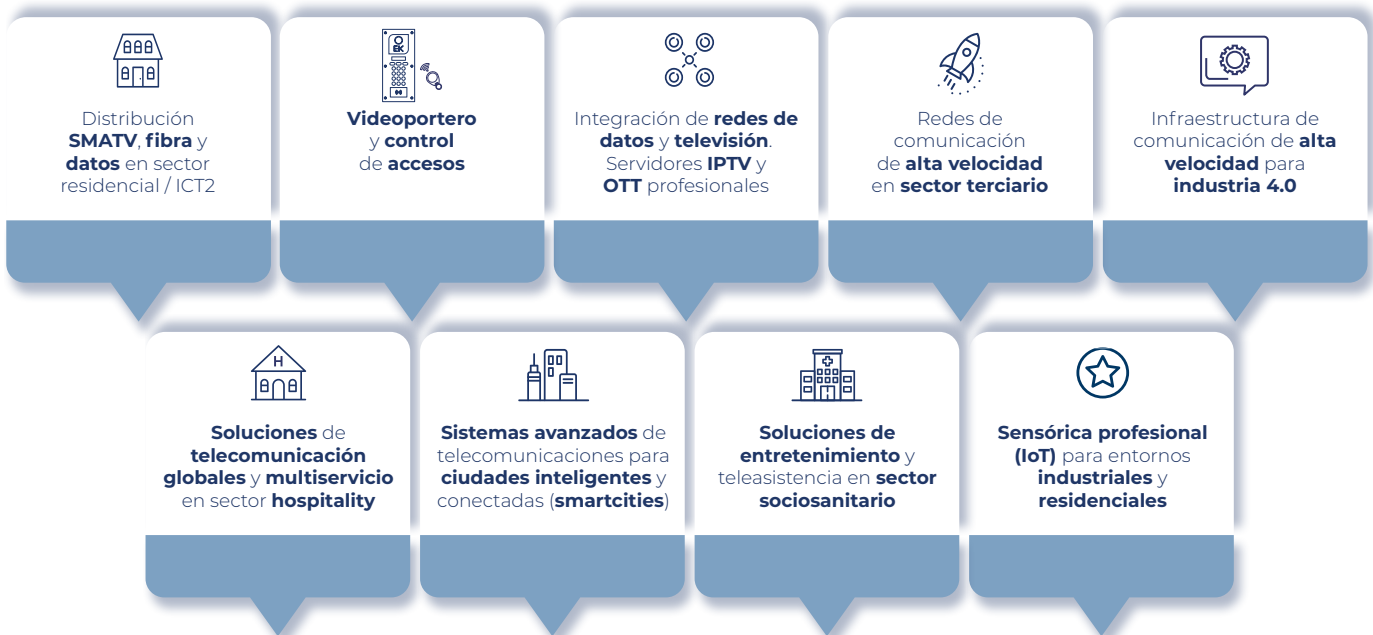 EK
Distribución
SMATV, fibra y
datos en sector
residencial / ICT2
Videoportero
y control
de accesos
Integración de redes de
datos y televisión.
Servidores IPTV y
OTT profesionales
Redes de
comunicación
de alta velocidad
en sector terciario
Infraestructura de
comunicación de alta
velocidad para
industria 4.0
H
Soluciones de
telecomunicación
globales y multiservicio
en sector hospitality
Sistemas avanzados de
telecomunicaciones para
ciudades inteligentes y
conectadas (smartcities)
Soluciones de
entretenimiento y
teleasistencia en sector
sociosanitario
Sensórica profesional
(IoT) para entornos
industriales y
residenciales